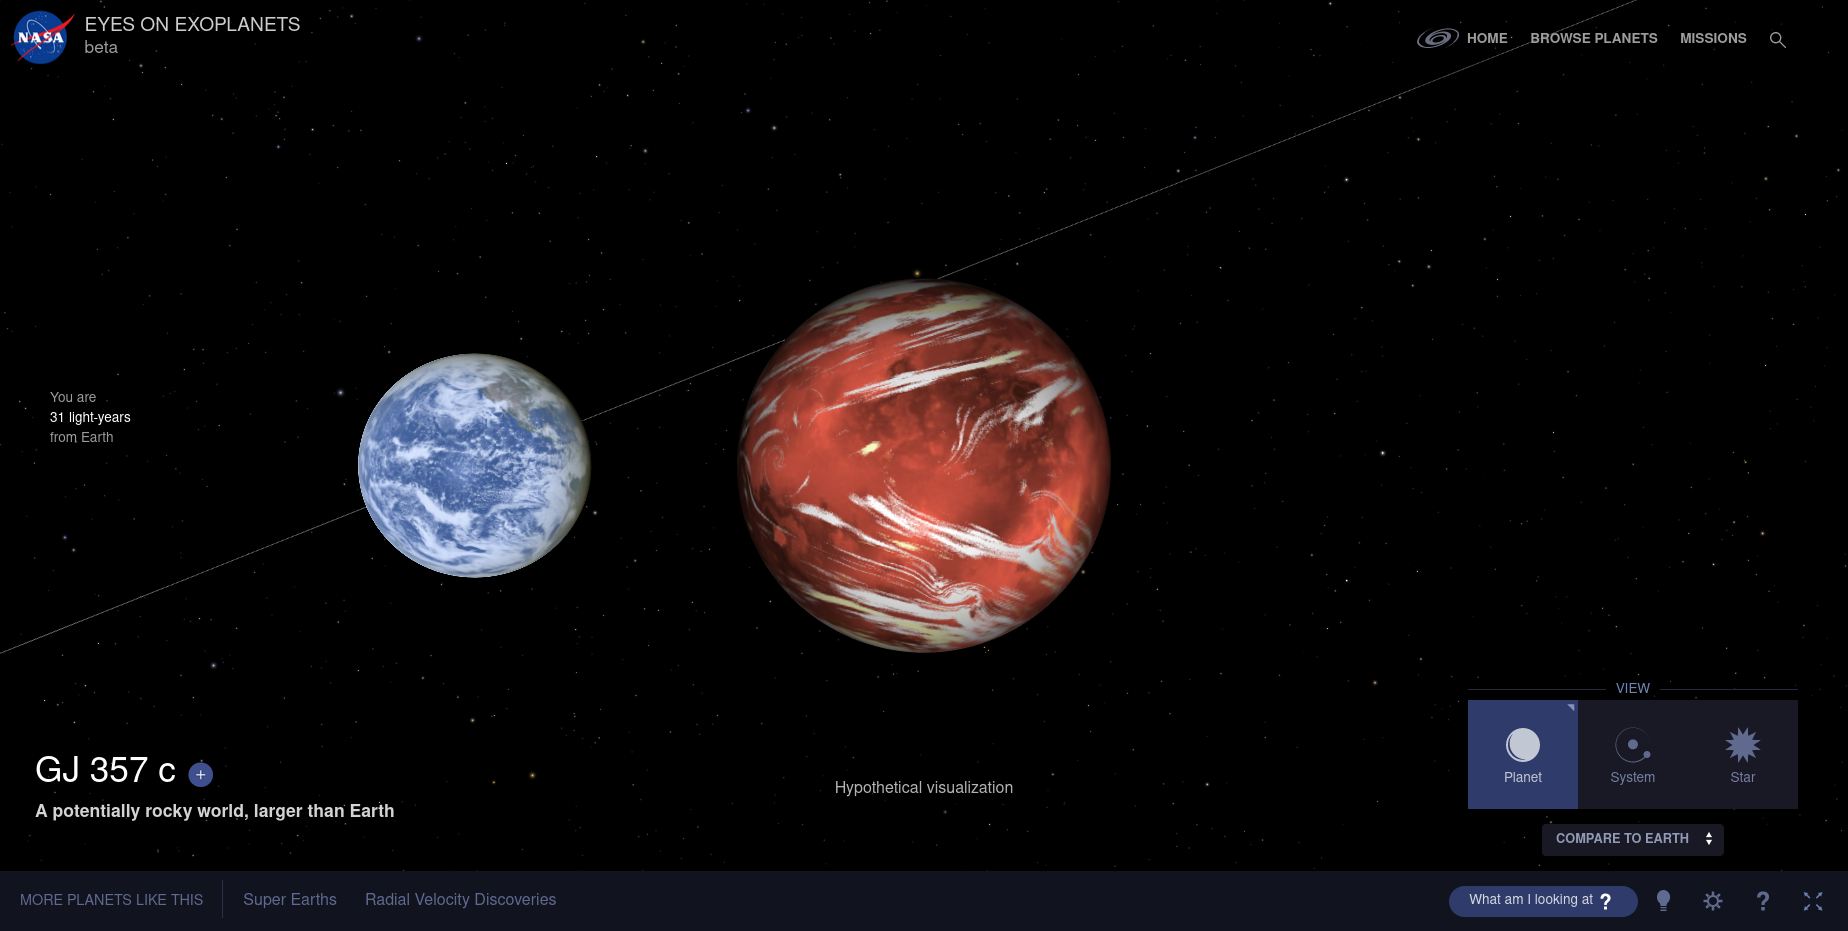 NASA
EYES ON EXOPLANETS
beta
HOME
BROWSE PLANETS
MISSIONS
You are
31 light-years
from Earth
VIEW
GJ 357 c +
Planet
System
Star
Hypothetical visualization
A potentially rocky world, larger than Earth
COMPARE TO EARTH
MORE PLANETS LIKE THIS
Super Earths
Radial Velocity Discoveries
What am I looking at ?
?